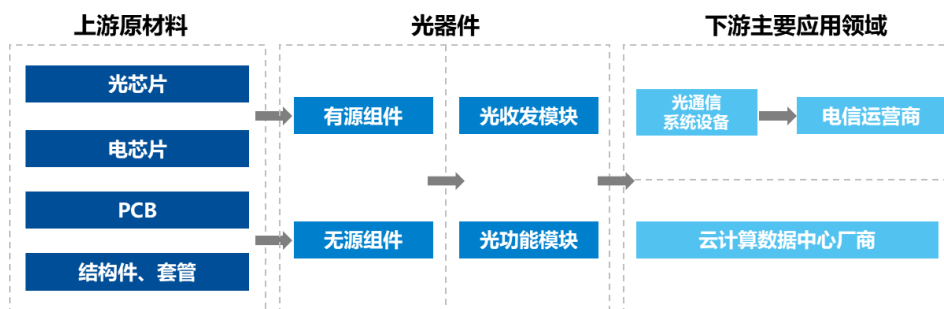 上游原材料
光芯片
电芯片
PCB
结构件、套管
光器件
有源组件
光收发模块
无源组件
光功能模块
下游主要应用领域
光通信
系统设备
电信运营商
云计算数据中心厂商